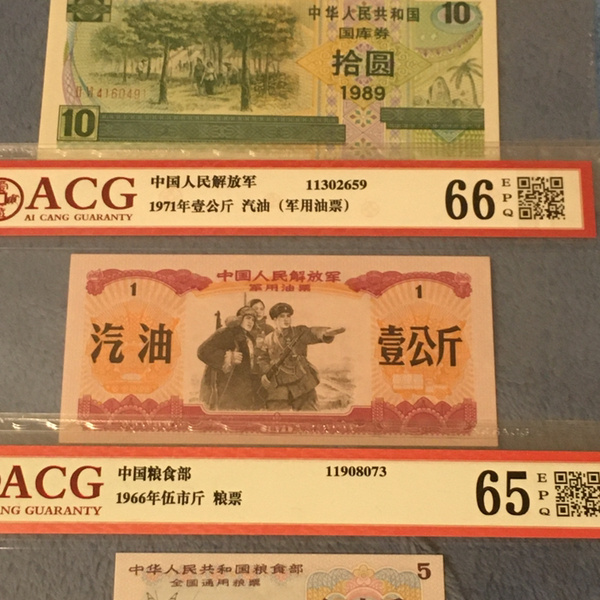 中华人民共和国 10
国库券
拾圆
1989
10
ACG 中国人民解放军 11302659 66 EPQ
AI CANG GUARANTY 1971年壹公斤 汽油（军用油票）
中国人民解放军
军用油票
1 1
汽油 壹公斤
ACG 中国粮食部 11908073 65 EPQ
NG GUARANTY 1966年伍市斤 粮票
中华人民共和国粮食部 5
全国通用粮票